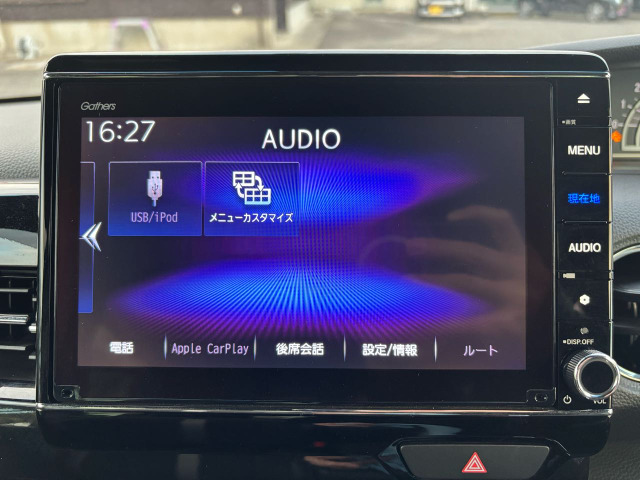 Gathers
16:27
AUDIO
USB/iPod
メニューカスタマイズ
電話
Apple CarPlay
後席会話
設定/情報
ルート
画質
MENU
現在地
AUDIO
DISP.OFF
VOL